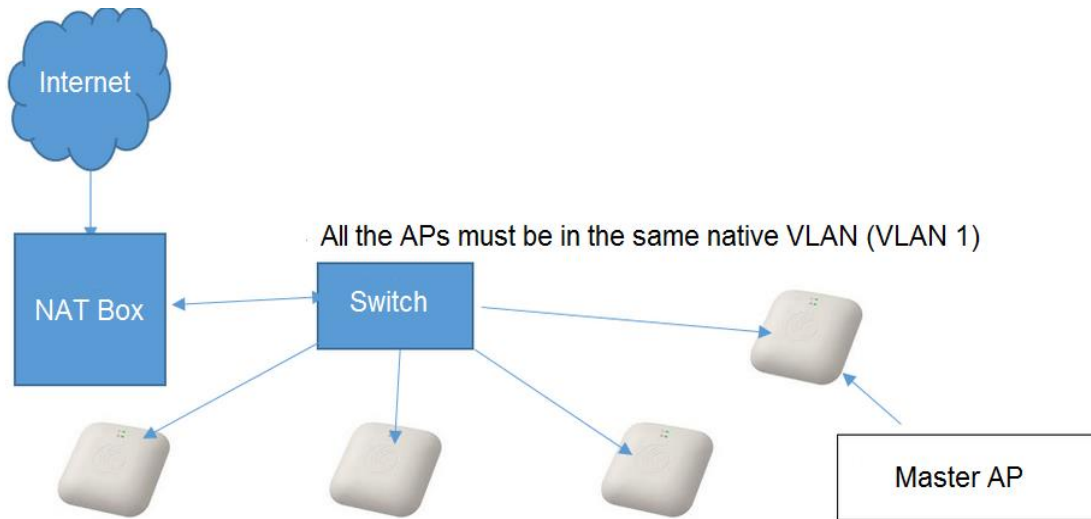 Internet
All the APs must be in the same native VLAN (VLAN 1)
NAT Box
Switch
Master AP